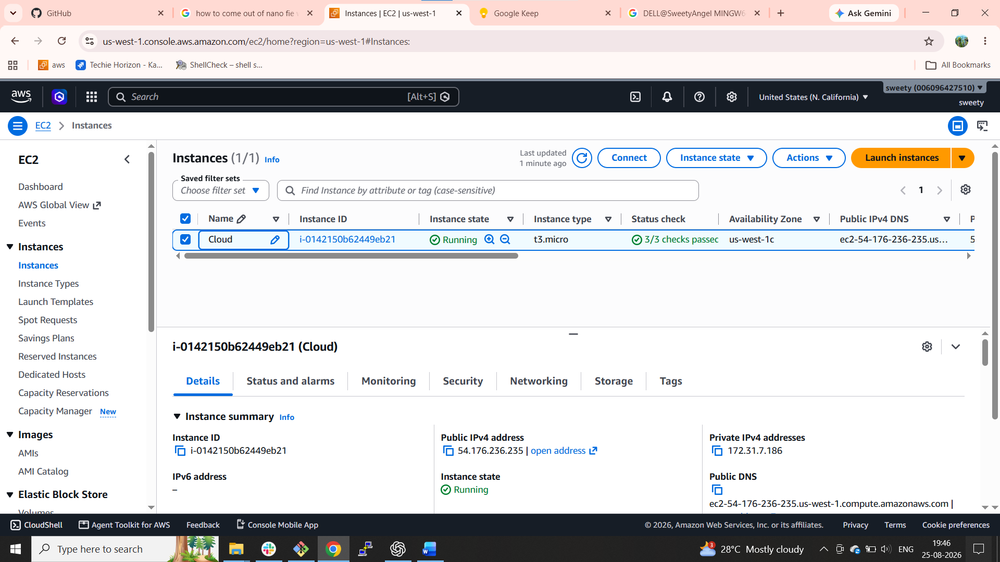 GitHub
how to come out of nano fie w
Instances | EC2 | us-west-1
Google Keep
DELL@SweetyAngel MINGW6
Ask Gemini
us-west-1.console.aws.amazon.com/ec2/home?region=us-west-1#Instances:
aws
Techie Horizon - Ka...
ShellCheck – shell s...
All Bookmarks
aws
Search
[Alt+S]
United States (N. California)
sweety (006096427510)
sweety
EC2
Instances
EC2
Dashboard
AWS Global View
Events
Instances
Instances
Instance Types
Launch Templates
Spot Requests
Savings Plans
Reserved Instances
Dedicated Hosts
Capacity Reservations
Capacity Manager New
Images
AMIs
AMI Catalog
Elastic Block Store
Volumes
Instances (1/1) Info
Last updated
1 minute ago
Connect
Instance state
Actions
Launch instances
Saved filter sets
Choose filter set
Find Instance by attribute or tag (case-sensitive)
1
Name Instance ID Instance state Instance type Status check Availability Zone Public IPv4 DNS P
Cloud i-0142150b62449eb21 Running t3.micro 3/3 checks passed us-west-1c ec2-54-176-236-235.us... 5
i-0142150b62449eb21 (Cloud)
Details Status and alarms Monitoring Security Networking Storage Tags
Instance summary Info
Instance ID
i-0142150b62449eb21
Public IPv4 address
54.176.236.235 | open address
Private IPv4 addresses
172.31.7.186
IPv6 address
–
Instance state
Running
Public DNS
ec2-54-176-236-235.us-west-1.compute.amazonaws.com |
CloudShell
Agent Toolkit for AWS
Feedback
Console Mobile App
© 2026, Amazon Web Services, Inc. or its affiliates.
Privacy
Terms
Cookie preferences
Type here to search
3
28°C Mostly cloudy
ENG
19:46
25-08-2026